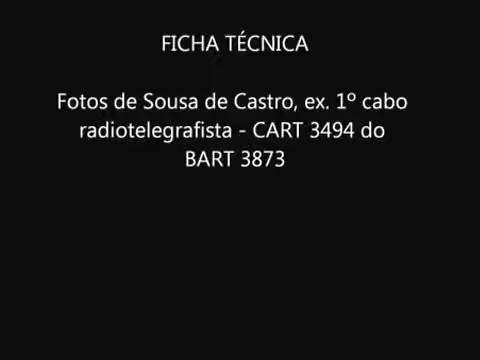 FICHA TÉCNICA
Fotos de Sousa de Castro, ex. 1º cabo
radiotelegrafista - CART 3494 do
BART 3873